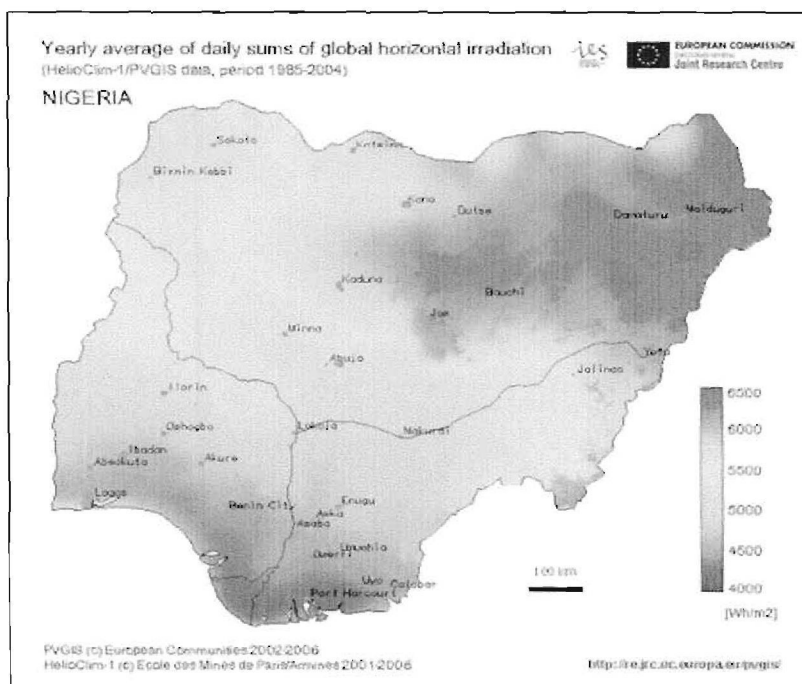 Yearly average of daily sums of global horizontal irradiation
(HelioClim-1/PVGIS data, period 1985-2004)
ies
EUROPEAN COMMISSION
Joint Research Centre
NIGERIA
Sokoto
Katsina
Birnin Kebbi
Kano
Dutse
Damaturu
Maiduguri
Kaduna
Bauchi
Jos
Minna
Abuja
Yola
Jalingo
Ilorin
Oshogbo
Lokoja
Makurdi
Ibadan
Abeokuta
Akure
Lagos
Benin City
Enugu
Awka
Asaba
Umuahia
Owerri
Uyo
Calabar
Port Harcourt
100 km
6500
6000
5000
4500
4000
[Wh/m2]
PVGIS (c) European Communities 2002-2006
HelioClim-1 (c) Ecole des Mines de Paris/Armines 2001-2006
http://re.jrc.ec.europa.eu/pvgis/